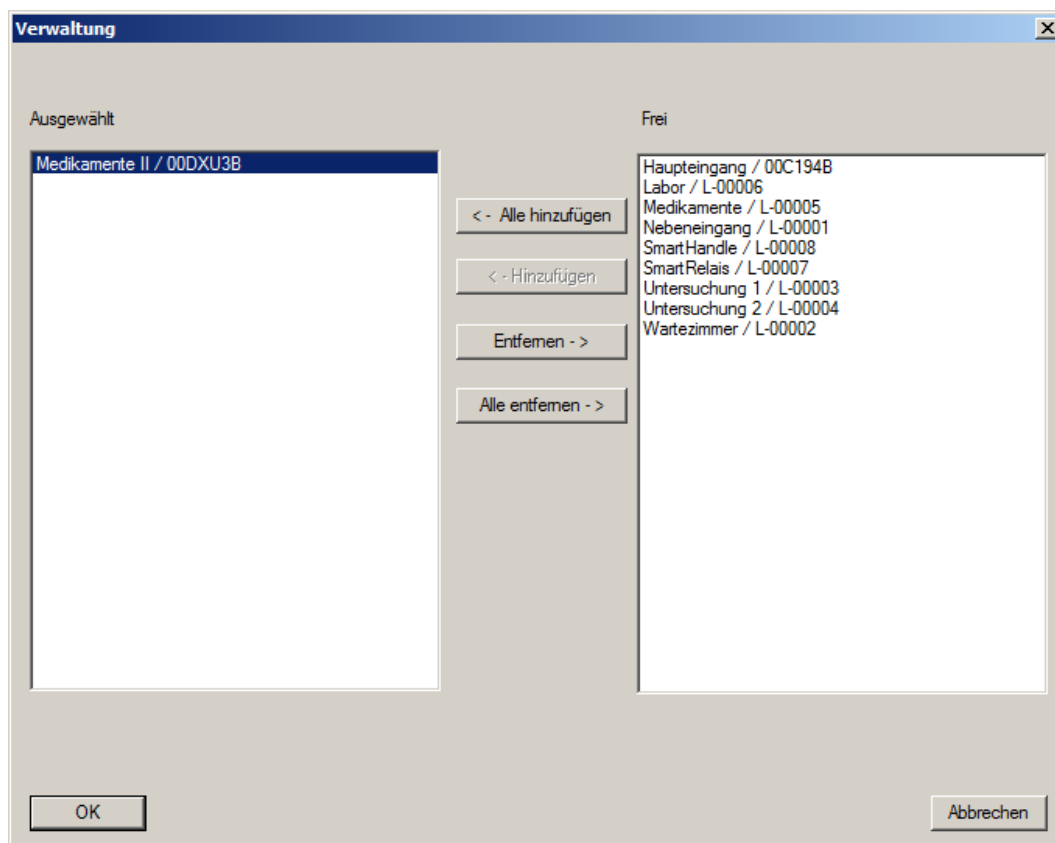 Verwaltung
Ausgewählt
Frei
Medikamente II / 00DXU3B
< - Alle hinzufügen
< - Hinzufügen
Entfernen - >
Alle entfernen - >
Haupteingang / 00C194B
Labor / L-00006
Medikamente / L-00005
Nebeneingang / L-00001
SmartHandle / L-00008
SmartRelais / L-00007
Untersuchung 1 / L-00003
Untersuchung 2 / L-00004
Wartezimmer / L-00002
OK
Abbrechen